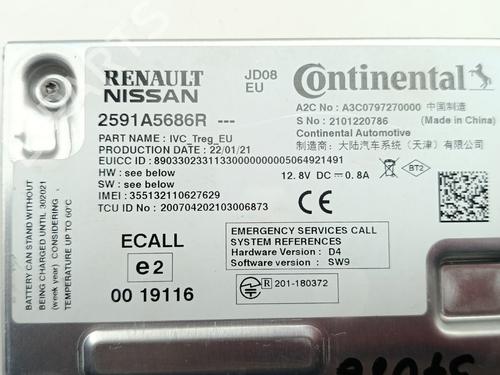 RENAULT
NISSAN
JD08
EU
Continental
2591A5686R ---
A2C No : A3C0797270000 中国制造
S No : 2101220786 (Made in China)
Continental Automotive
制造商: 大陆汽车系统（天津）有限公司
PART NAME : IVC_Treg_EU
PRODUCTION DATE : 22/01/21
EUICC ID : 89033023311330000000005064921491
HW : see below
SW : see below
12.8V DC⎓ 0.8A
CE
BT2
IMEI : 355132110627629
TCU ID No : 200704202103006873
ECALL
e2
00 19116
EMERGENCY SERVICES CALL
SYSTEM REFERENCES
Hardware Version : D4
Software version : SW9
R 201-180372
BATTERY CAN STAND WITHOUT
BEING CHARGED UNTIL 302021
(week year) CONSIDERING
TEMPERATURE UP TO 60°C